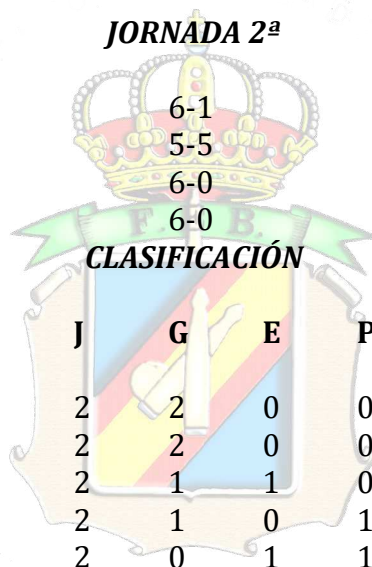 JORNADA 2ª
6-1
5-5
6-0
6-0
F. B.
CLASIFICACIÓN
J G E P
2 2 0 0
2 2 0 0
2 1 1 0
2 1 0 1
2 0 1 1